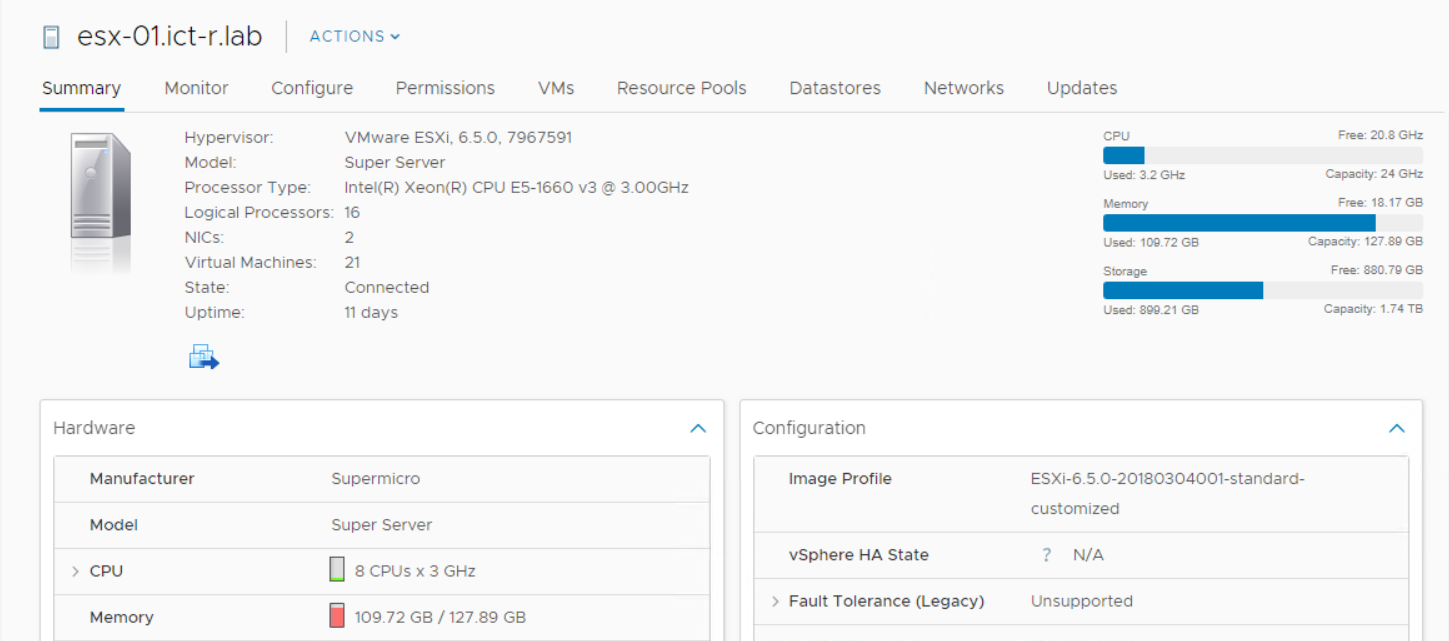 esx-01.ict-r.lab ACTIONS
Summary Monitor Configure Permissions VMs Resource Pools Datastores Networks Updates
Hypervisor: VMware ESXi, 6.5.0, 7967591
Model: Super Server
Processor Type: Intel(R) Xeon(R) CPU E5-1660 v3 @ 3.00GHz
Logical Processors: 16
NICs: 2
Virtual Machines: 21
State: Connected
Uptime: 11 days
CPU Free: 20.8 GHz
Used: 3.2 GHz Capacity: 24 GHz
Memory Free: 18.17 GB
Used: 109.72 GB Capacity: 127.89 GB
Storage Free: 880.79 GB
Used: 899.21 GB Capacity: 1.74 TB
Hardware
Manufacturer Supermicro
Model Super Server
CPU 8 CPUs x 3 GHz
Memory 109.72 GB / 127.89 GB
Configuration
Image Profile ESXi-6.5.0-20180304001-standard-
customized
vSphere HA State ? N/A
Fault Tolerance (Legacy) Unsupported